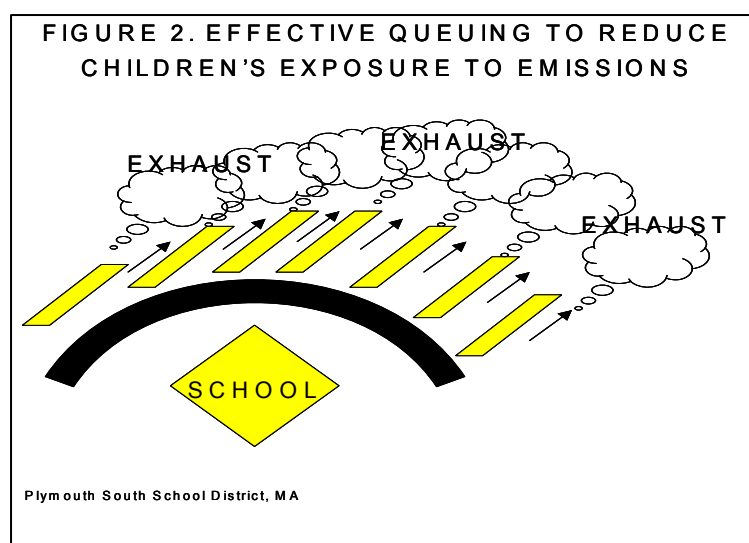 FIGURE 2. EFFECTIVE QUEUING TO REDUCE
CHILDREN'S EXPOSURE TO EMISSIONS
EXHAUST
EXHAUST
EXHAUST
SCHOOL
Plymouth South School District, MA